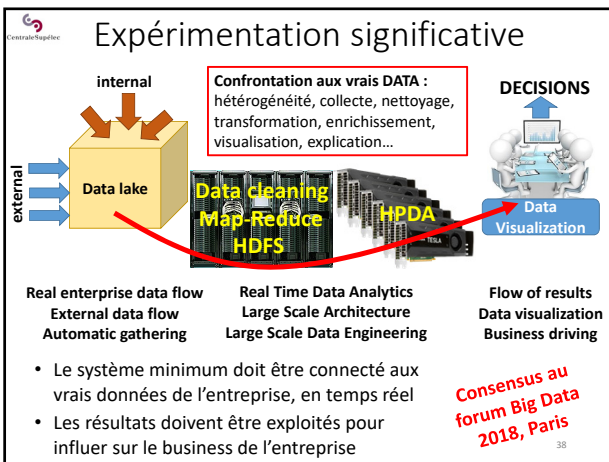 CentraleSupélec
Expérimentation significative
internal
external
Data lake
Confrontation aux vrais DATA :
hétérogénéité, collecte, nettoyage,
transformation, enrichissement,
visualisation, explication…
Data cleaning
Map-Reduce
HDFS
HPDA
TESLA
DECISIONS
Data
Visualization
Real enterprise data flow
External data flow
Automatic gathering
Real Time Data Analytics
Large Scale Architecture
Large Scale Data Engineering
Flow of results
Data visualization
Business driving
• Le système minimum doit être connecté aux
vrais données de l’entreprise, en temps réel
• Les résultats doivent être exploités pour
influer sur le business de l’entreprise
Consensus au
forum Big Data
2018, Paris
38